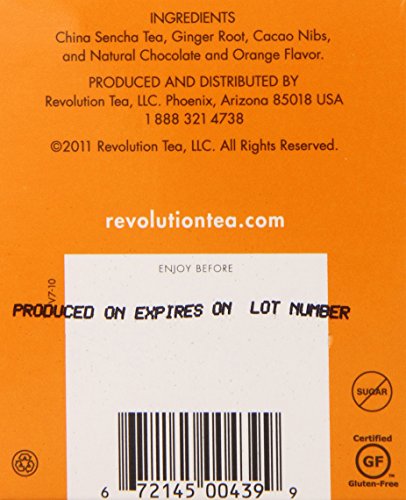 INGREDIENTS
China Sencha Tea, Ginger Root, Cacao Nibs,
and Natural Chocolate and Orange Flavor.
PRODUCED AND DISTRIBUTED BY
Revolution Tea, LLC. Phoenix, Arizona 85018 USA
1 888 321 4738
©2011 Revolution Tea, LLC. All Rights Reserved.
revolutiontea.com
ENJOY BEFORE
V7-10
PRODUCED ON EXPIRES ON LOT NUMBER
SUGAR
Certified
GF
Gluten-Free
6 72145 00439 9